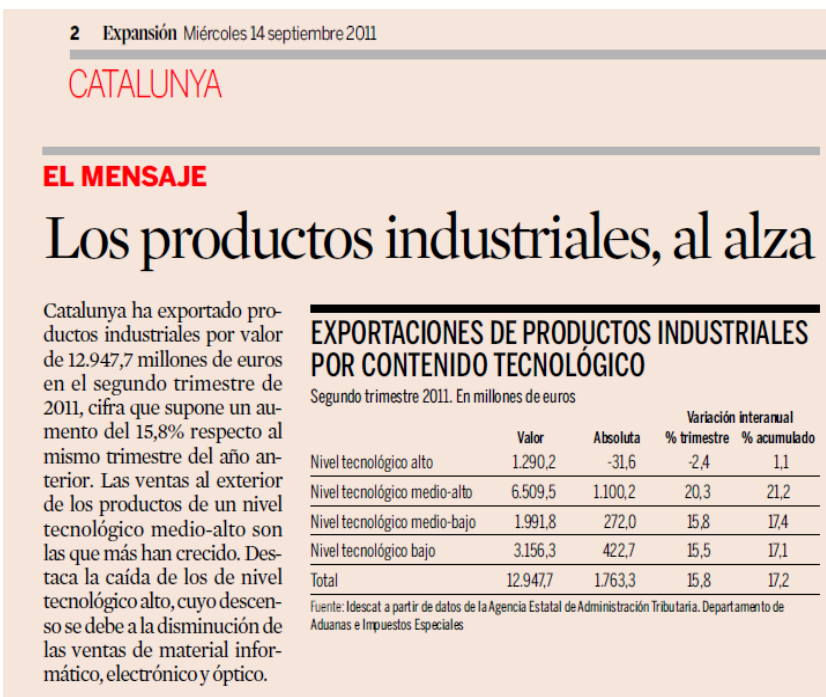 2 Expansión Miércoles 14 septiembre 2011
CATALUNYA
EL MENSAJE
Los productos industriales, al alza
Catalunya ha exportado pro-
ductos industriales por valor
de 12.947,7 millones de euros
en el segundo trimestre de
2011, cifra que supone un au-
mento del 15,8% respecto al
mismo trimestre del año an-
terior. Las ventas al exterior
de los productos de un nivel
tecnológico medio-alto son
las que más han crecido. Des-
taca la caída de los de nivel
tecnológico alto, cuyo descen-
so se debe a la disminución de
las ventas de material infor-
mático, electrónico y óptico.
EXPORTACIONES DE PRODUCTOS INDUSTRIALES
POR CONTENIDO TECNOLÓGICO
Segundo trimestre 2011. En millones de euros
Variación interanual
Valor Absoluta % trimestre % acumulado
Nivel tecnológico alto 1.290,2 -31,6 -2,4 1,1
Nivel tecnológico medio-alto 6.509,5 1.100,2 20,3 21,2
Nivel tecnológico medio-bajo 1.991,8 272,0 15,8 17,4
Nivel tecnológico bajo 3.156,3 422,7 15,5 17,1
Total 12.947,7 1.763,3 15,8 17,2
Fuente: Idescat a partir de datos de la Agencia Estatal de Administración Tributaria. Departamento de
Aduanas e Impuestos Especiales